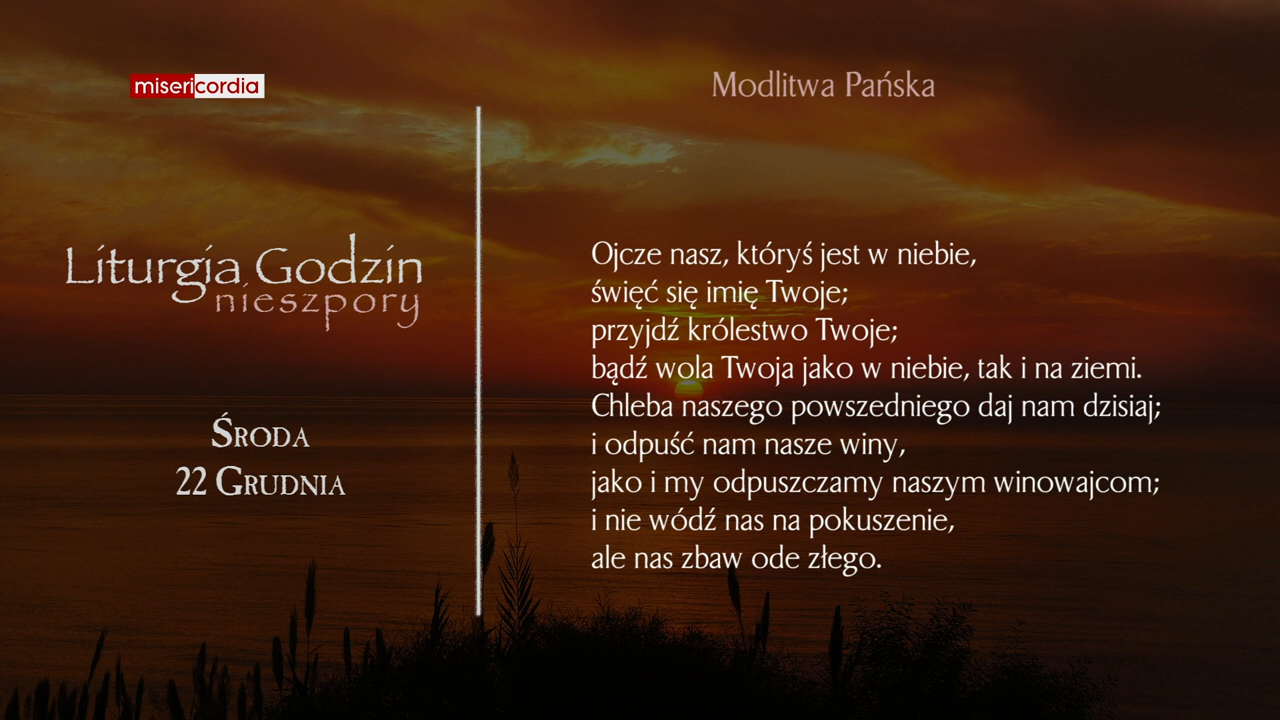 misericordia
Liturgia Godzin
nieszpory
Środa
22 Grudnia
Modlitwa Pańska
Ojcze nasz, któryś jest w niebie,
święć się imię Twoje;
przyjdź królestwo Twoje;
bądź wola Twoja jako w niebie, tak i na ziemi.
Chleba naszego powszedniego daj nam dzisiaj;
i odpuść nam nasze winy,
jako i my odpuszczamy naszym winowajcom;
i nie wódź nas na pokuszenie,
ale nas zbaw ode złego.